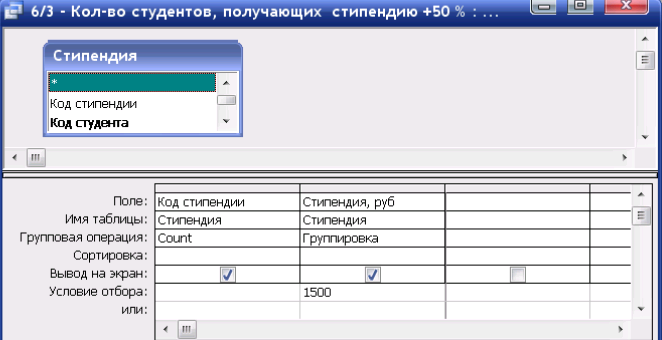 6/3 - Кол-во студентов, получающих стипендию +50 % : ...
Стипендия
*
Код стипендии
Код студента
Поле: Код стипендии Стипендия, руб
Имя таблицы: Стипендия Стипендия
Групповая операция: Count Группировка
Сортировка:
Вывод на экран:
Условие отбора: 1500
или: